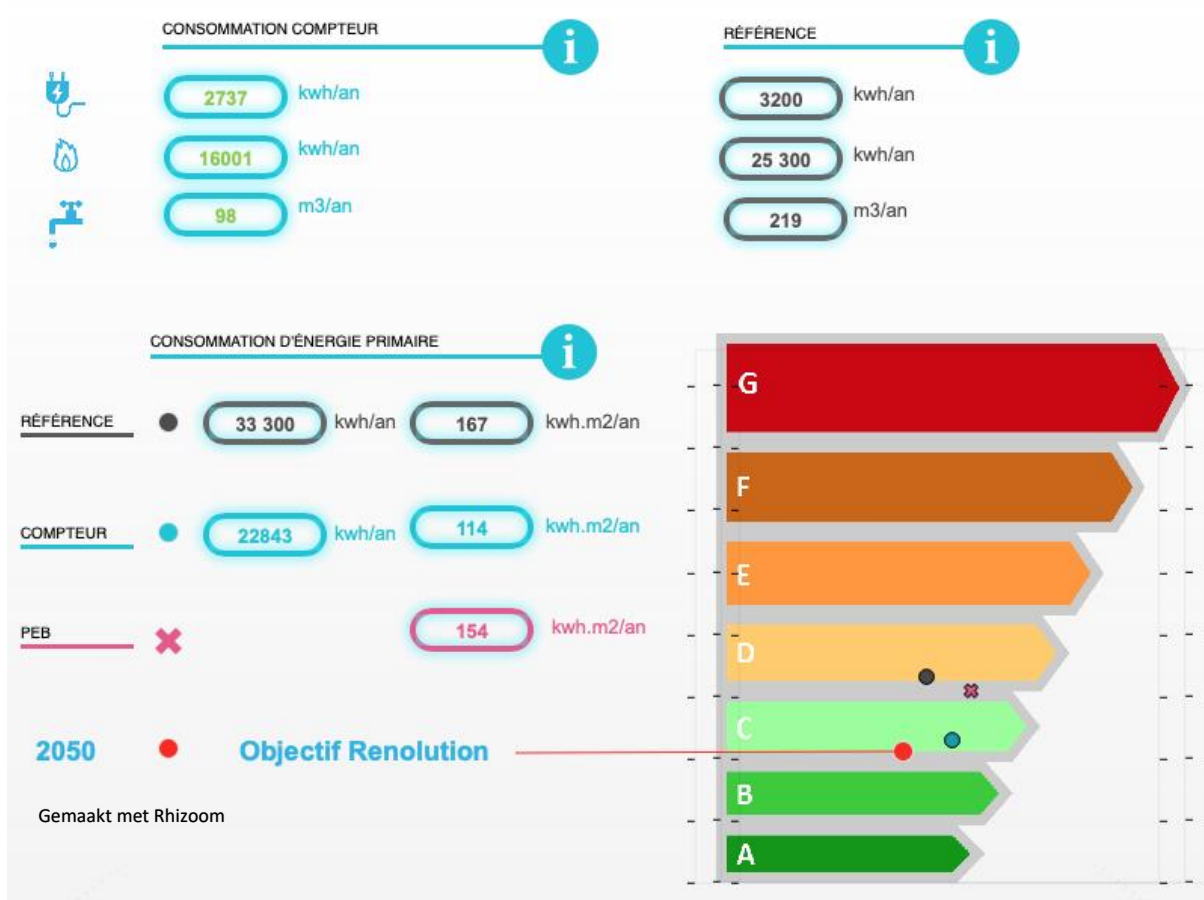 CONSOMMATION COMPTEUR
i
RÉFÉRENCE
i
2737 kwh/an
3200 kwh/an
16001 kwh/an
25 300 kwh/an
98 m3/an
219 m3/an
CONSOMMATION D'ÉNERGIE PRIMAIRE
i
RÉFÉRENCE 33 300 kwh/an 167 kwh.m2/an
COMPTEUR 22843 kwh/an 114 kwh.m2/an
PEB 154 kwh.m2/an
2050 Objectif Renolution
Gemaakt met Rhizoom
G
F
E
D
C
B
A